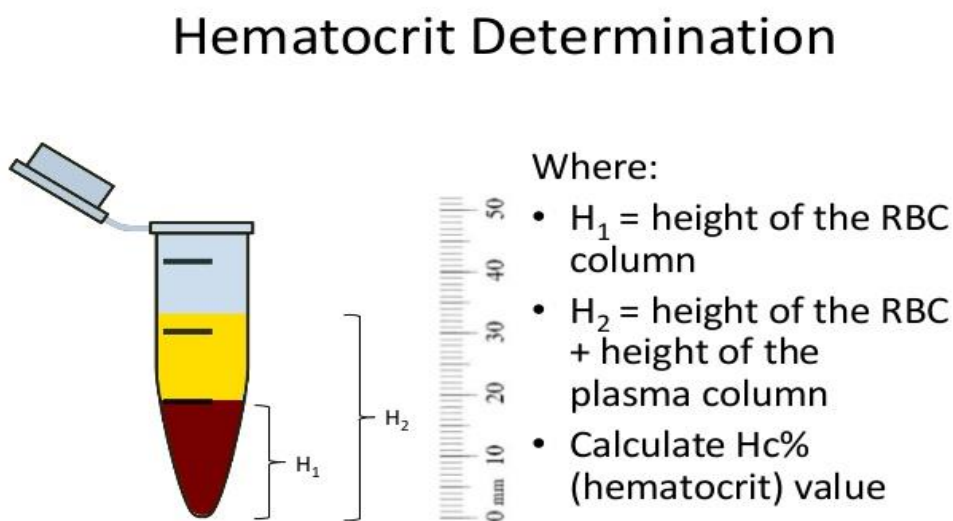 Hematocrit Determination
Where:
• H₁ = height of the RBC
column
• H₂ = height of the RBC
+ height of the
plasma column
• Calculate Hc%
(hematocrit) value
H₁
H₂
50
40
30
20
10
0 mm